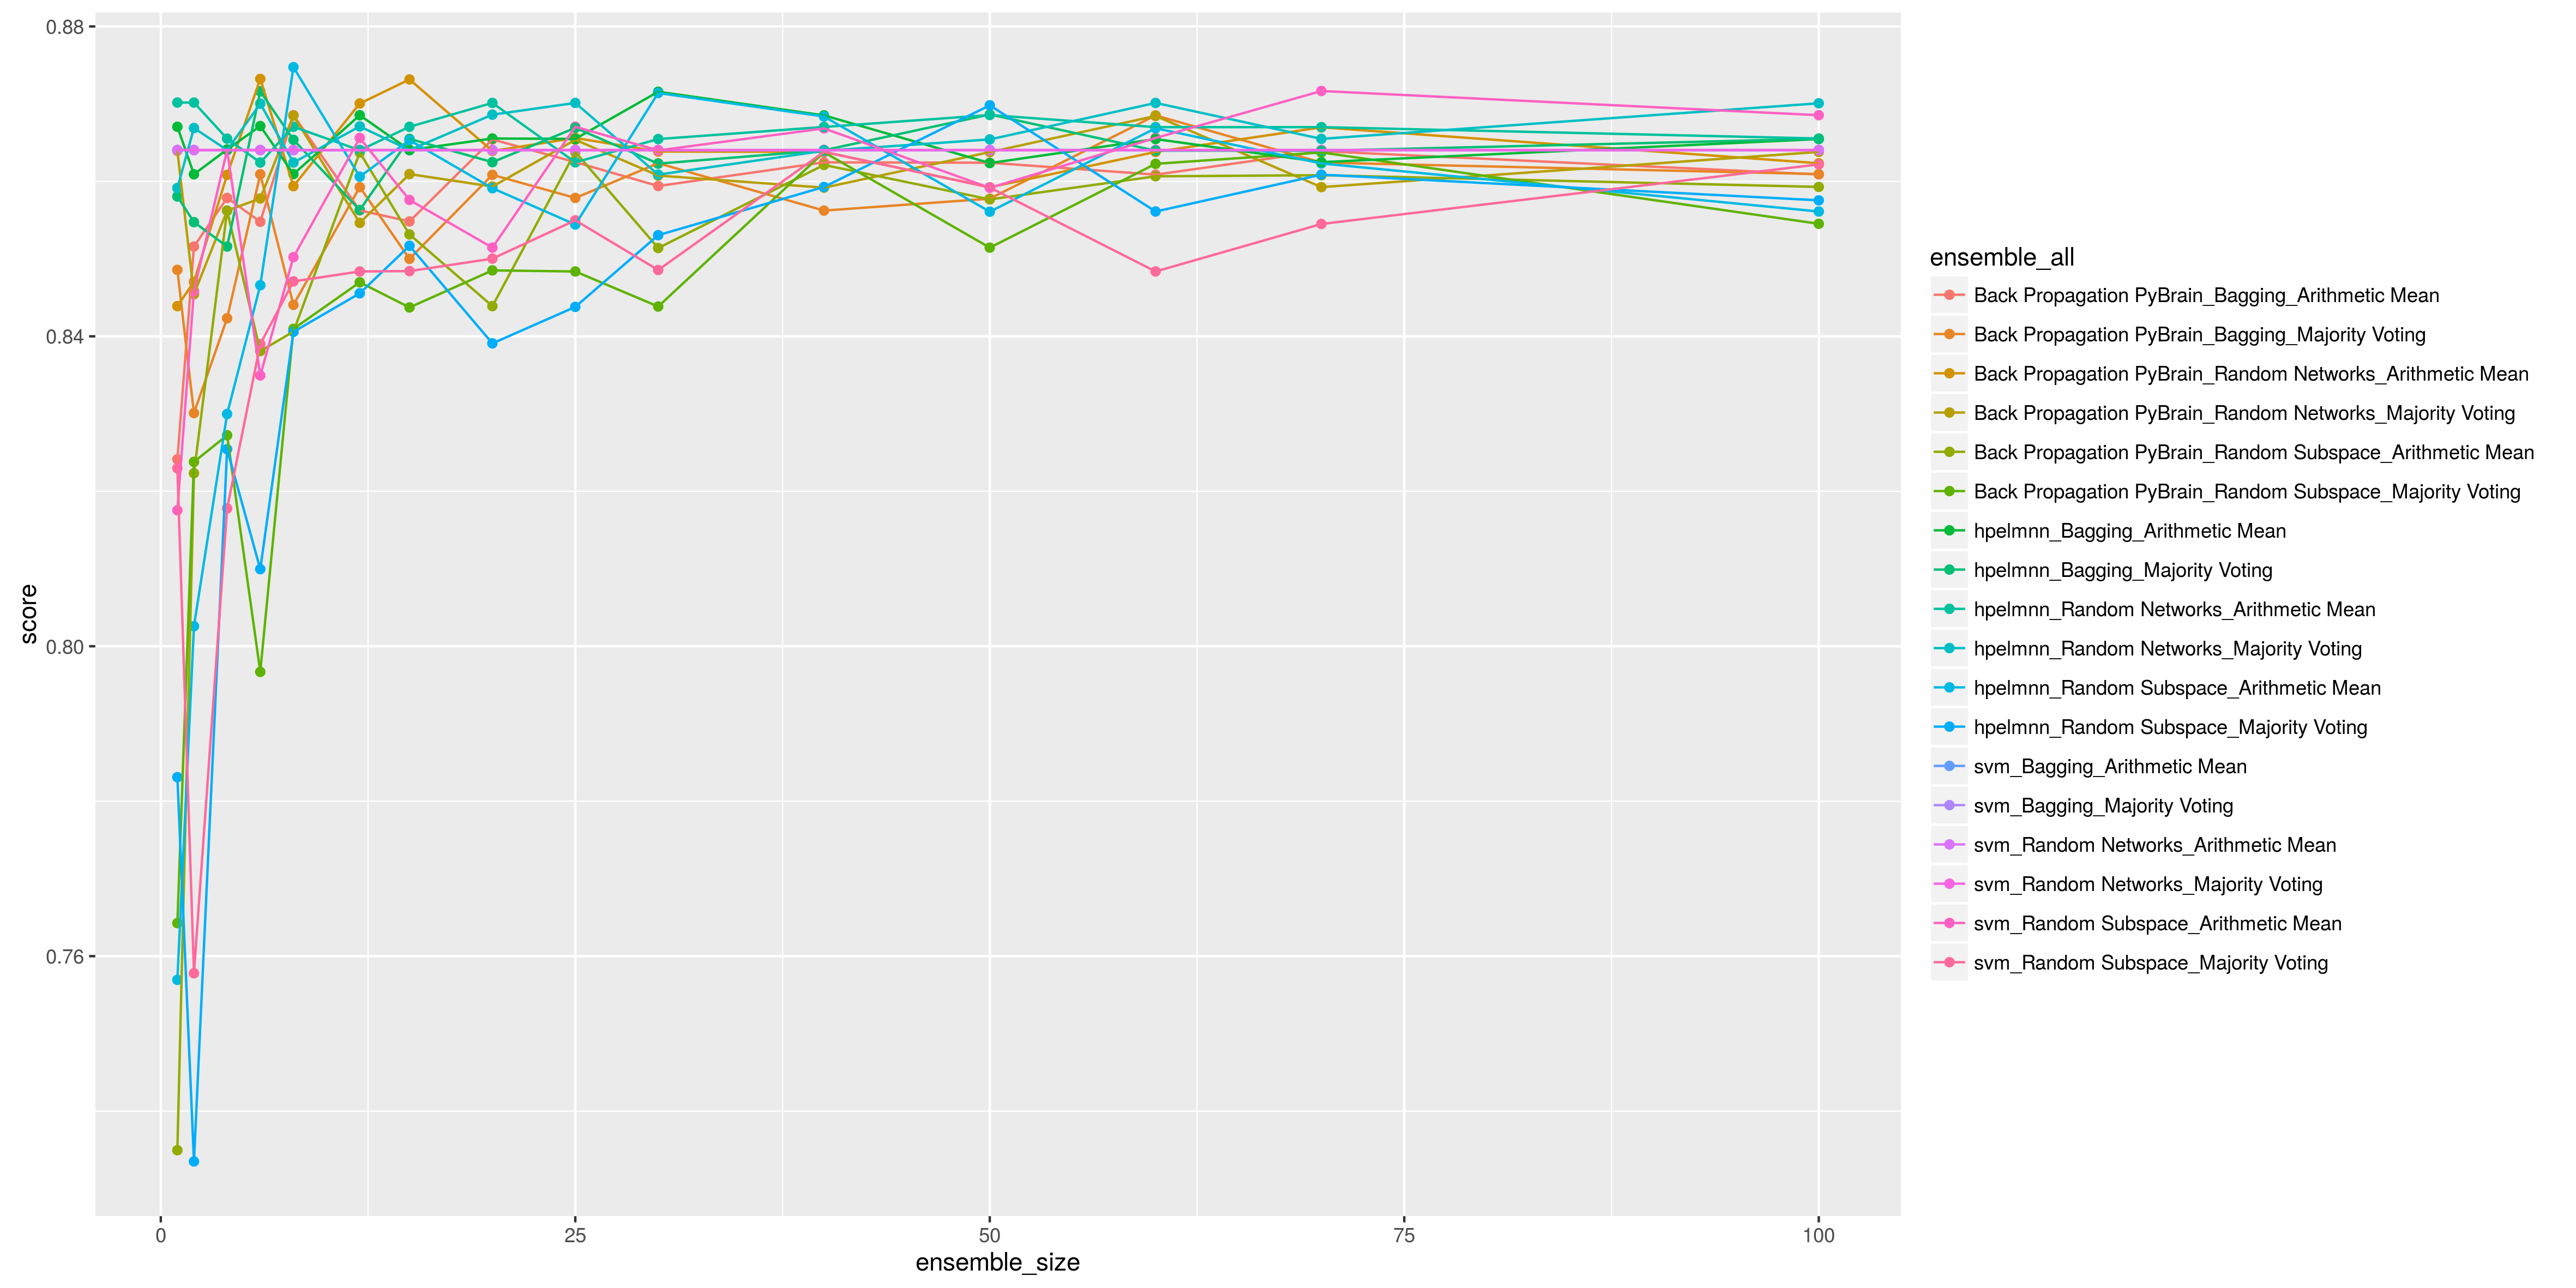 0.88
0.84
0.80
0.76
score
0
25
50
75
100
ensemble_size
ensemble_all
Back Propagation PyBrain_Bagging_Arithmetic Mean
Back Propagation PyBrain_Bagging_Majority Voting
Back Propagation PyBrain_Random Networks_Arithmetic Mean
Back Propagation PyBrain_Random Networks_Majority Voting
Back Propagation PyBrain_Random Subspace_Arithmetic Mean
Back Propagation PyBrain_Random Subspace_Majority Voting
hpelmnn_Bagging_Arithmetic Mean
hpelmnn_Bagging_Majority Voting
hpelmnn_Random Networks_Arithmetic Mean
hpelmnn_Random Networks_Majority Voting
hpelmnn_Random Subspace_Arithmetic Mean
hpelmnn_Random Subspace_Majority Voting
svm_Bagging_Arithmetic Mean
svm_Bagging_Majority Voting
svm_Random Networks_Arithmetic Mean
svm_Random Networks_Majority Voting
svm_Random Subspace_Arithmetic Mean
svm_Random Subspace_Majority Voting